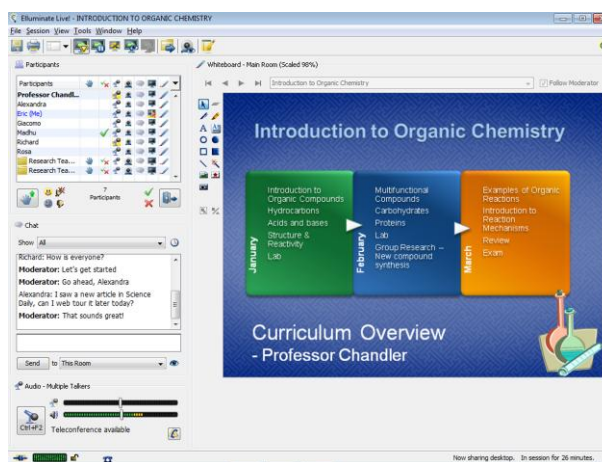 Elluminate Live! - INTRODUCTION TO ORGANIC CHEMISTRY
File Session View Tools Window Help
Participants
Participants
Professor Chandl...
Alexandra
Eric (Me)
Giacomo
Madhu
Richard
Rosa
Research Tea...
Research Tea...
7
Participants
Chat
Show All
Richard: How is everyone?
Moderator: Let's get started
Moderator: Go ahead, Alexandra
Alexandra: I saw a new article in Science
Daily, can I web tour it later today?
Moderator: That sounds great!
Send to This Room
Audio - Multiple Talkers
Ctrl+F2
Teleconference available
Whiteboard - Main Room (Scaled 98%)
Introduction to Organic Chemistry
Follow Moderator
Introduction to Organic Chemistry
January
Introduction to
Organic Compounds
Hydrocarbons
Acids and bases
Structure &
Reactivity
Lab
February
Multifunctional
Compounds
Carbohydrates
Proteins
Lab
Group Research --
New compound
synthesis
March
Examples of Organic
Reactions
Introduction to
Reaction
Mechanisms
Review
Exam
Curriculum Overview
- Professor Chandler
Now sharing desktop. In session for 26 minutes.